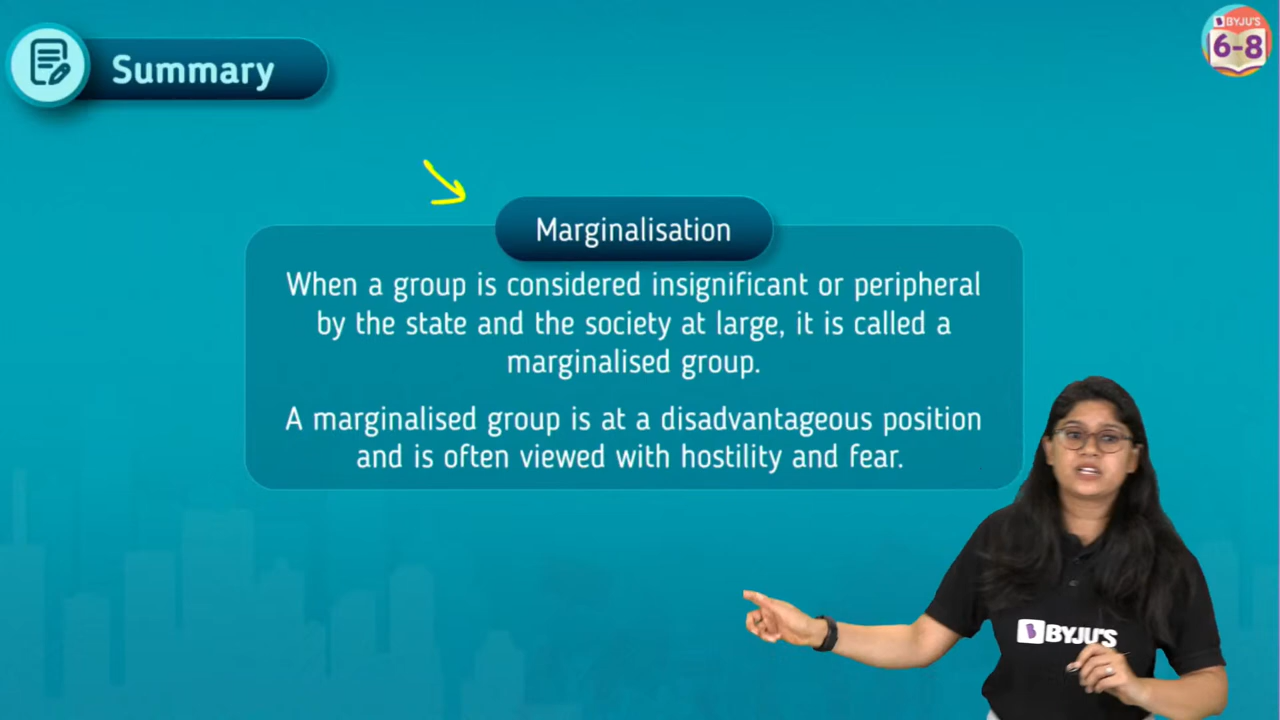 Summary
BYJU'S
6-8
Marginalisation
When a group is considered insignificant or peripheral
by the state and the society at large, it is called a
marginalised group.
A marginalised group is at a disadvantageous position
and is often viewed with hostility and fear.
BYJU'S